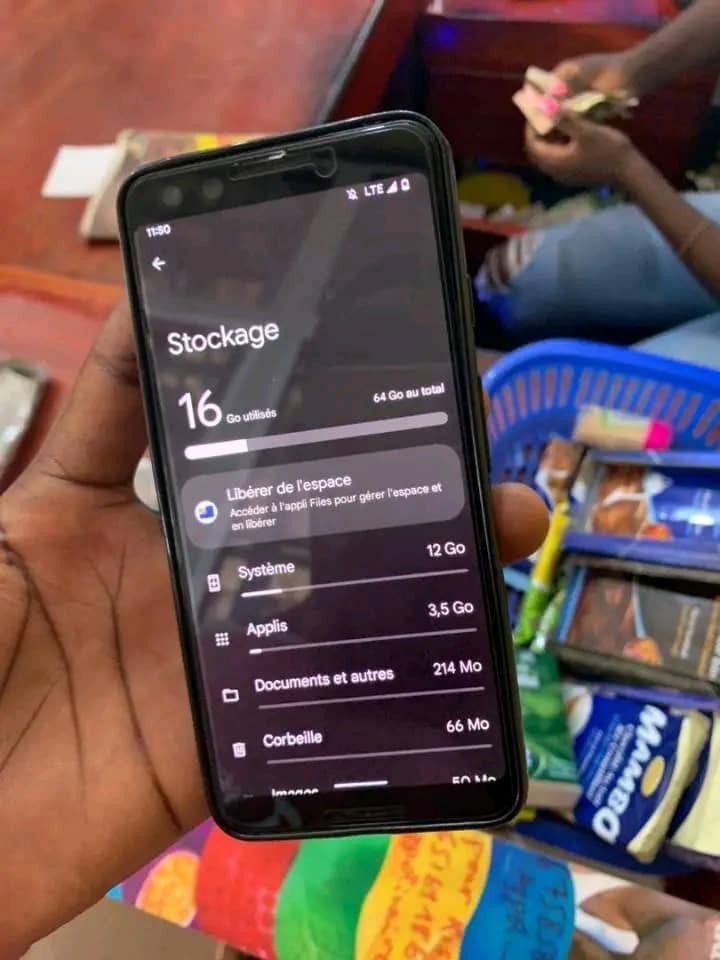 11:50
LTE
Stockage
16 Go utilisés
64 Go au total
Libérer de l'espace
Accéder à l'appli Files pour gérer l'espace et
en libérer
Système
12 Go
Applis
3,5 Go
Documents et autres
214 Mo
Corbeille
66 Mo
Images
50 Mo
MAMBO